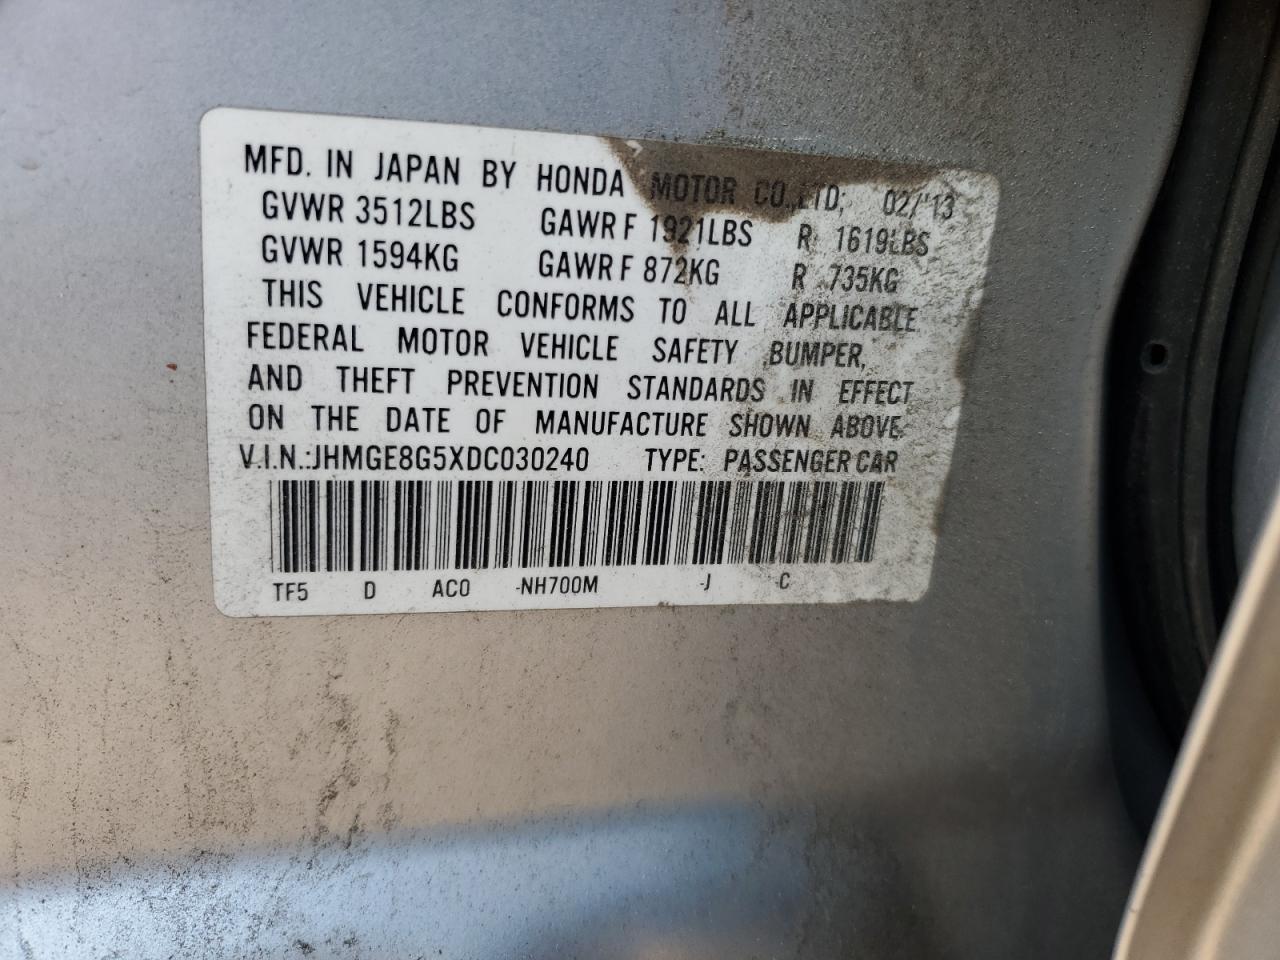 MFD. IN JAPAN BY HONDA MOTOR CO.,LTD; 02/'13
GVWR 3512LBS GAWR F 1921LBS R 1619LBS
GVWR 1594KG GAWR F 872KG R 735KG
THIS VEHICLE CONFORMS TO ALL APPLICABLE
FEDERAL MOTOR VEHICLE SAFETY BUMPER,
AND THEFT PREVENTION STANDARDS IN EFFECT
ON THE DATE OF MANUFACTURE SHOWN ABOVE.
V.I.N.:JHMGE8G5XDC030240 TYPE: PASSENGER CAR
TF5 D AC0 -NH700M -J C